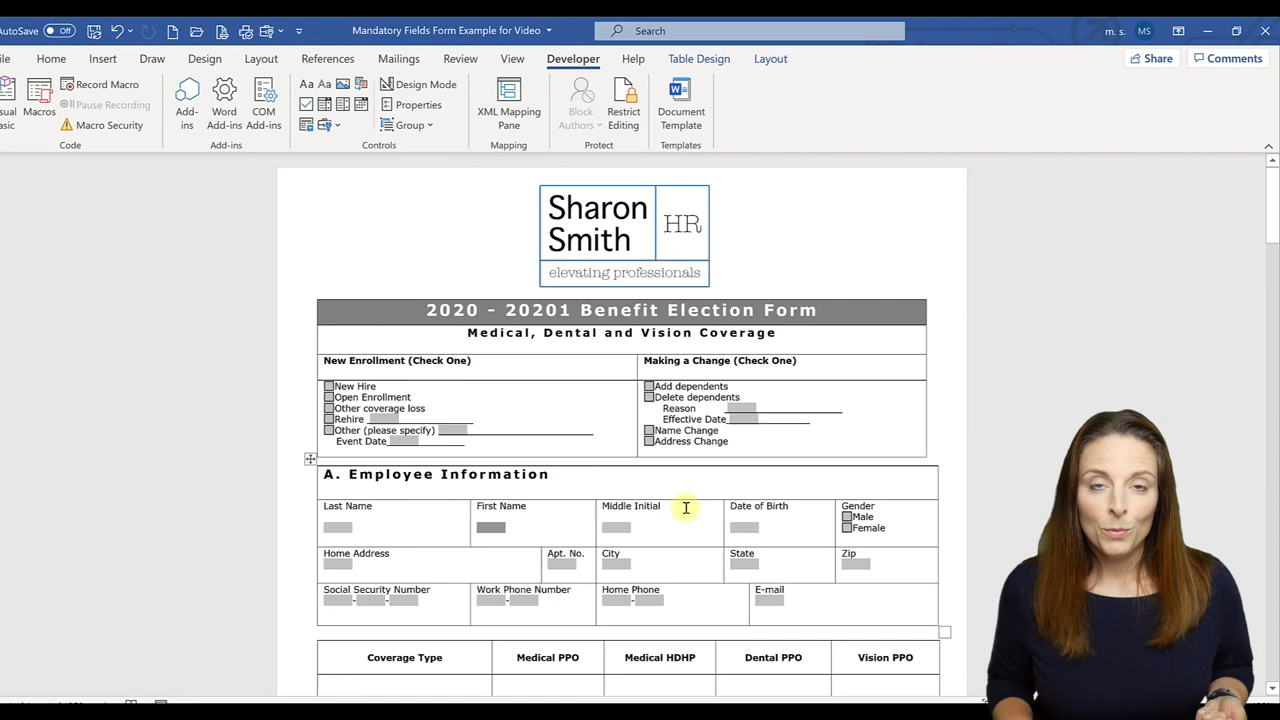 AutoSave Off Mandatory Fields Form Example for Video Search m. s. MS
Home Insert Draw Design Layout References Mailings Review View Developer Help Table Design Layout Share Comments
Macros Record Macro Pause Recording Macro Security
Add-ins Word Add-ins COM Add-ins
Aa Aa Design Mode Properties Group
XML Mapping Pane
Block Authors Restrict Editing
Document Template
Code Add-ins Controls Mapping Protect Templates
Sharon Smith HR
elevating professionals
2020 - 20201 Benefit Election Form
Medical, Dental and Vision Coverage
New Enrollment (Check One) Making a Change (Check One)
New Hire Add dependents
Open Enrollment Delete dependents
Other coverage loss Reason
Rehire Effective Date
Other (please specify) Name Change
Event Date Address Change
A. Employee Information
Last Name First Name Middle Initial Date of Birth Gender
Male
Female
Home Address Apt. No. City State Zip
Social Security Number Work Phone Number Home Phone E-mail
- - - -
Coverage Type Medical PPO Medical HDHP Dental PPO Vision PPO